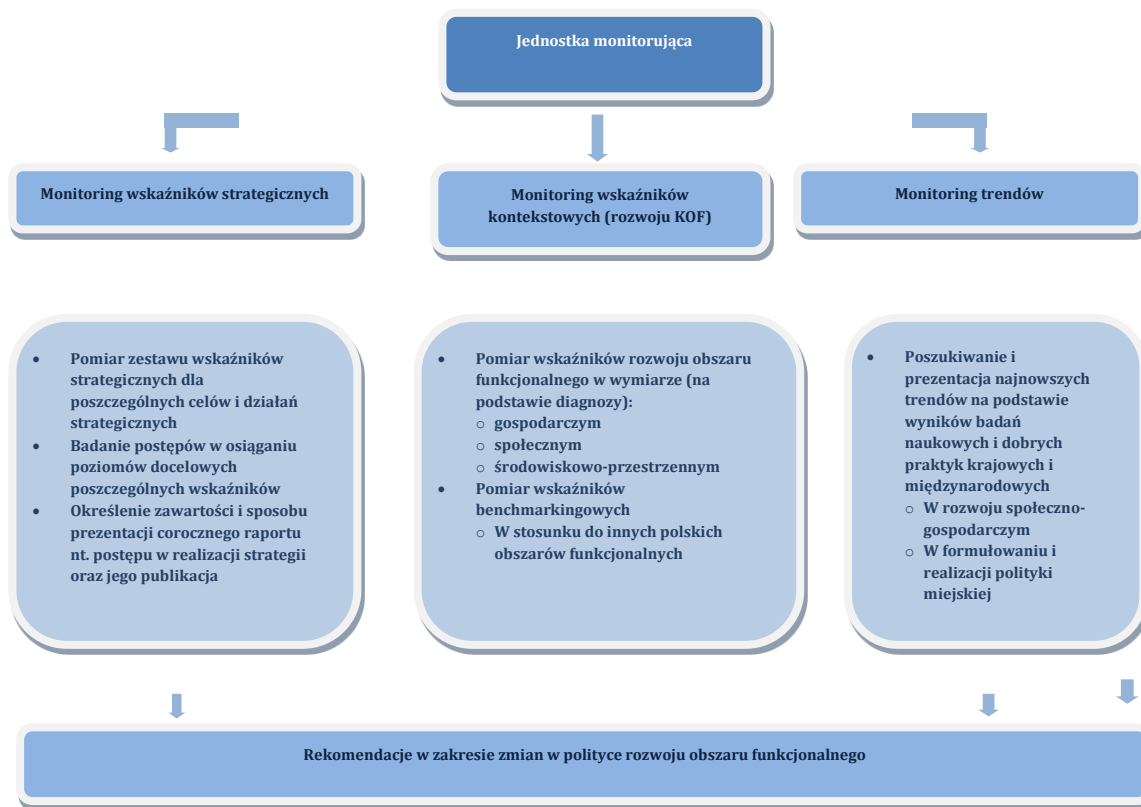 Jednostka monitorująca
Monitoring wskaźników strategicznych
Monitoring wskaźników
kontekstowych (rozwoju KOF)
Monitoring trendów
• Pomiar zestawu wskaźników
strategicznych dla
poszczególnych celów i działań
strategicznych
• Badanie postępów w osiąganiu
poziomów docelowych
poszczególnych wskaźników
• Określenie zawartości i sposobu
prezentacji corocznego raportu
nt. postępu w realizacji strategii
oraz jego publikacja
• Pomiar wskaźników rozwoju obszaru
funkcjonalnego w wymiarze (na
podstawie diagnozy):
o gospodarczym
o społecznym
o środowiskowo-przestrzennym
• Pomiar wskaźników
benchmarkingowych
o W stosunku do innych polskich
obszarów funkcjonalnych
• Poszukiwanie i
prezentacja najnowszych
trendów na podstawie
wyników badań
naukowych i dobrych
praktyk krajowych i
międzynarodowych
o W rozwoju społeczno-
gospodarczym
o W formułowaniu i
realizacji polityki
miejskiej
Rekomendacje w zakresie zmian w polityce rozwoju obszaru funkcjonalnego